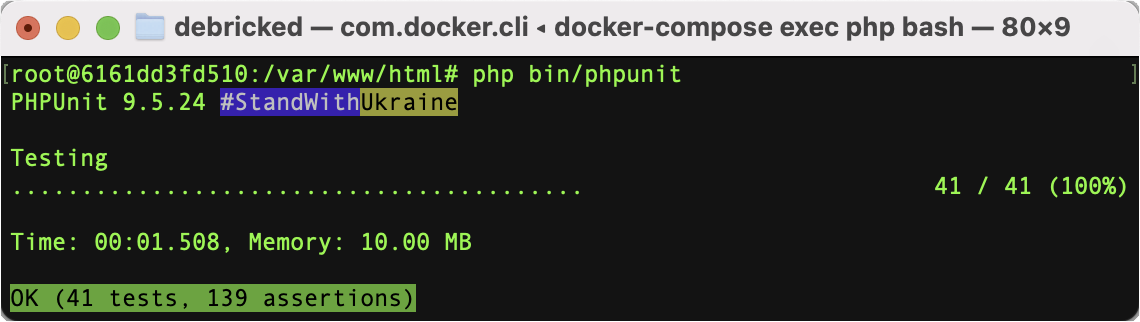 debricked — com.docker.cli ◂ docker-compose exec php bash — 80×9
[root@6161dd3fd510:/var/www/html# php bin/phpunit ]
PHPUnit 9.5.24 #StandWithUkraine
Testing
......................................... 41 / 41 (100%)
Time: 00:01.508, Memory: 10.00 MB
OK (41 tests, 139 assertions)